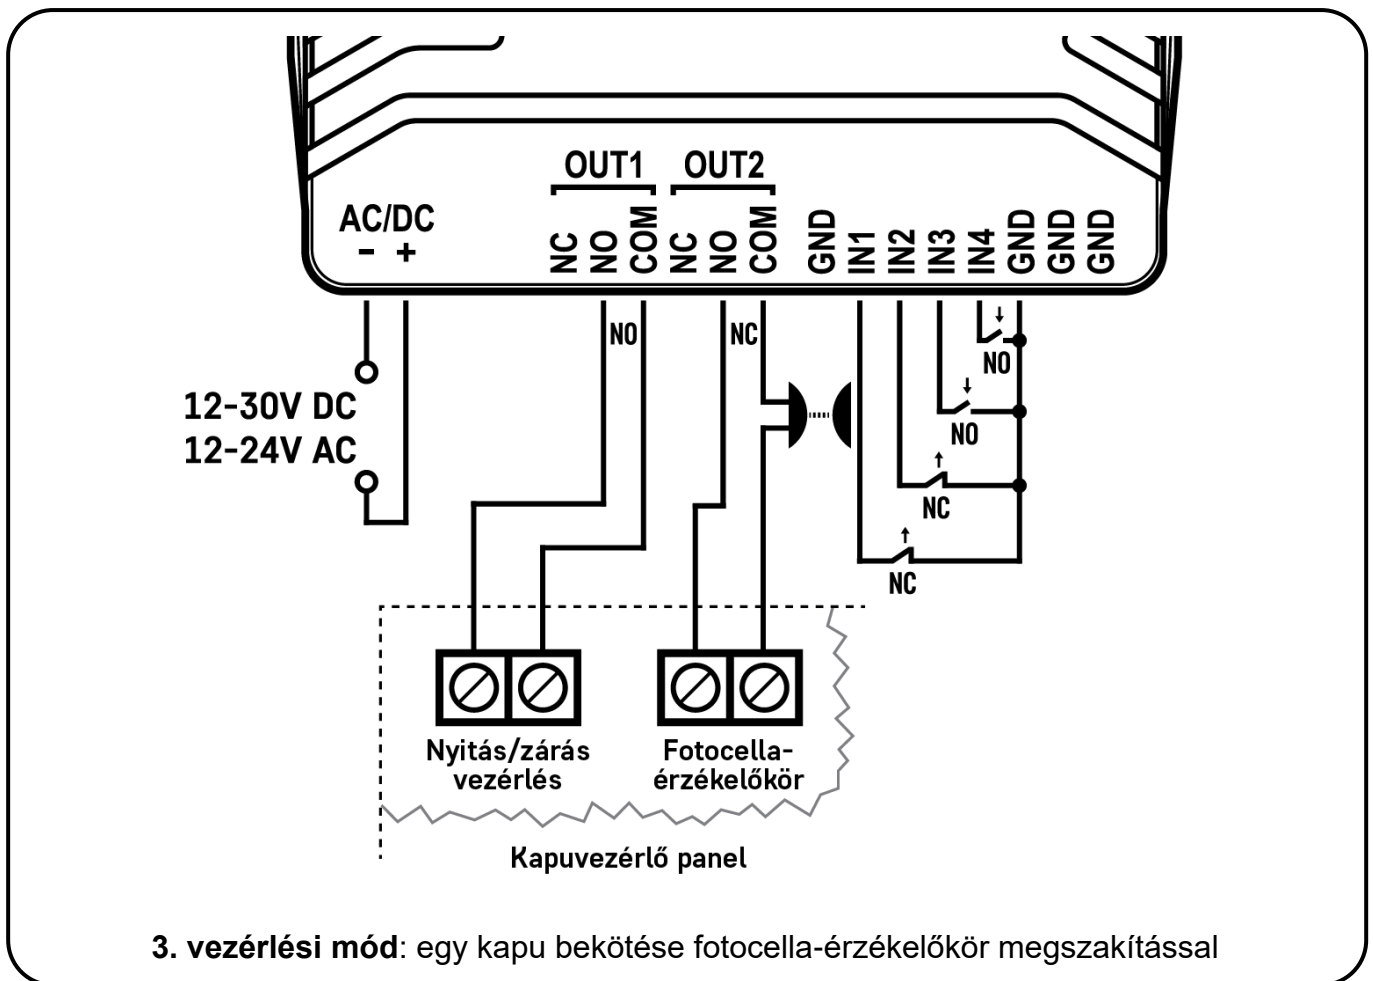 OUT1 OUT2
AC/DC
- +
NC NO COM NC NO COM GND IN1 IN2 IN3 IN4 GND GND GND
NO NC
NO
12-30V DC
12-24V AC
NO
NC
NC
Nyitás/zárás
vezérlés
Fotocella-
érzékelőkör
Kapuvezérlő panel
3. vezérlési mód: egy kapu bekötése fotocella-érzékelőkör megszakítással